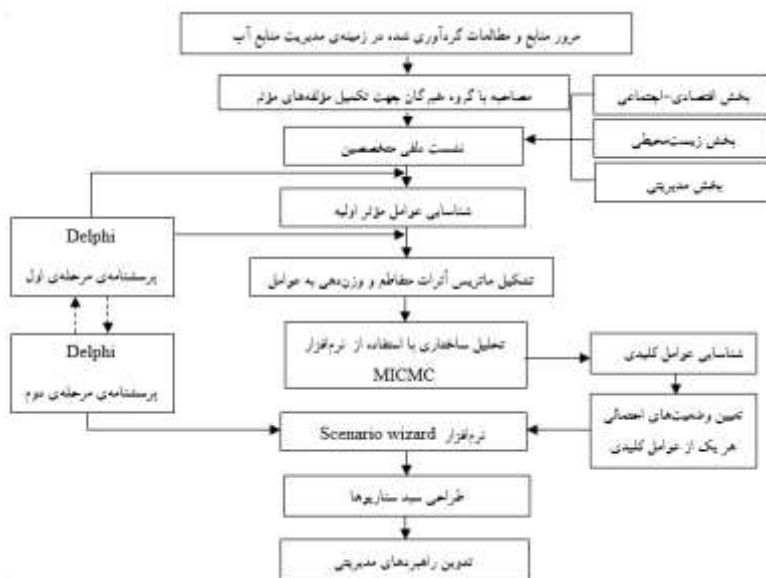 مرور منابع و مطالعات گردآوری شده در زمینه‌ی مدیریت منابع آب
مصاحبه با گروه خبرگان جهت تکمیل مؤلفه‌های مؤثر
بخش اقتصادی-اجتماعی
بخش زیست‌محیطی
بخش مدیریتی
نشست دلفی متخصصین
شناسایی عوامل مؤثر اولیه
Delphi
پرسشنامه‌ی مرحله‌ی اول
تشکیل ماتریس أثرات متقاطع و وزن‌دهی به عوامل
تحلیل ساختاری با استفاده از نرم‌افزار
MICMC
شناسایی عوامل کلیدی
Delphi
پرسشنامه‌ی مرحله‌ی دوم
تعیین وضعیت‌های احتمالی
هر یک از عوامل کلیدی
نرم‌افزار Scenario wizard
طراحی سبد سناریوها
تدوین راهبردهای مدیریتی